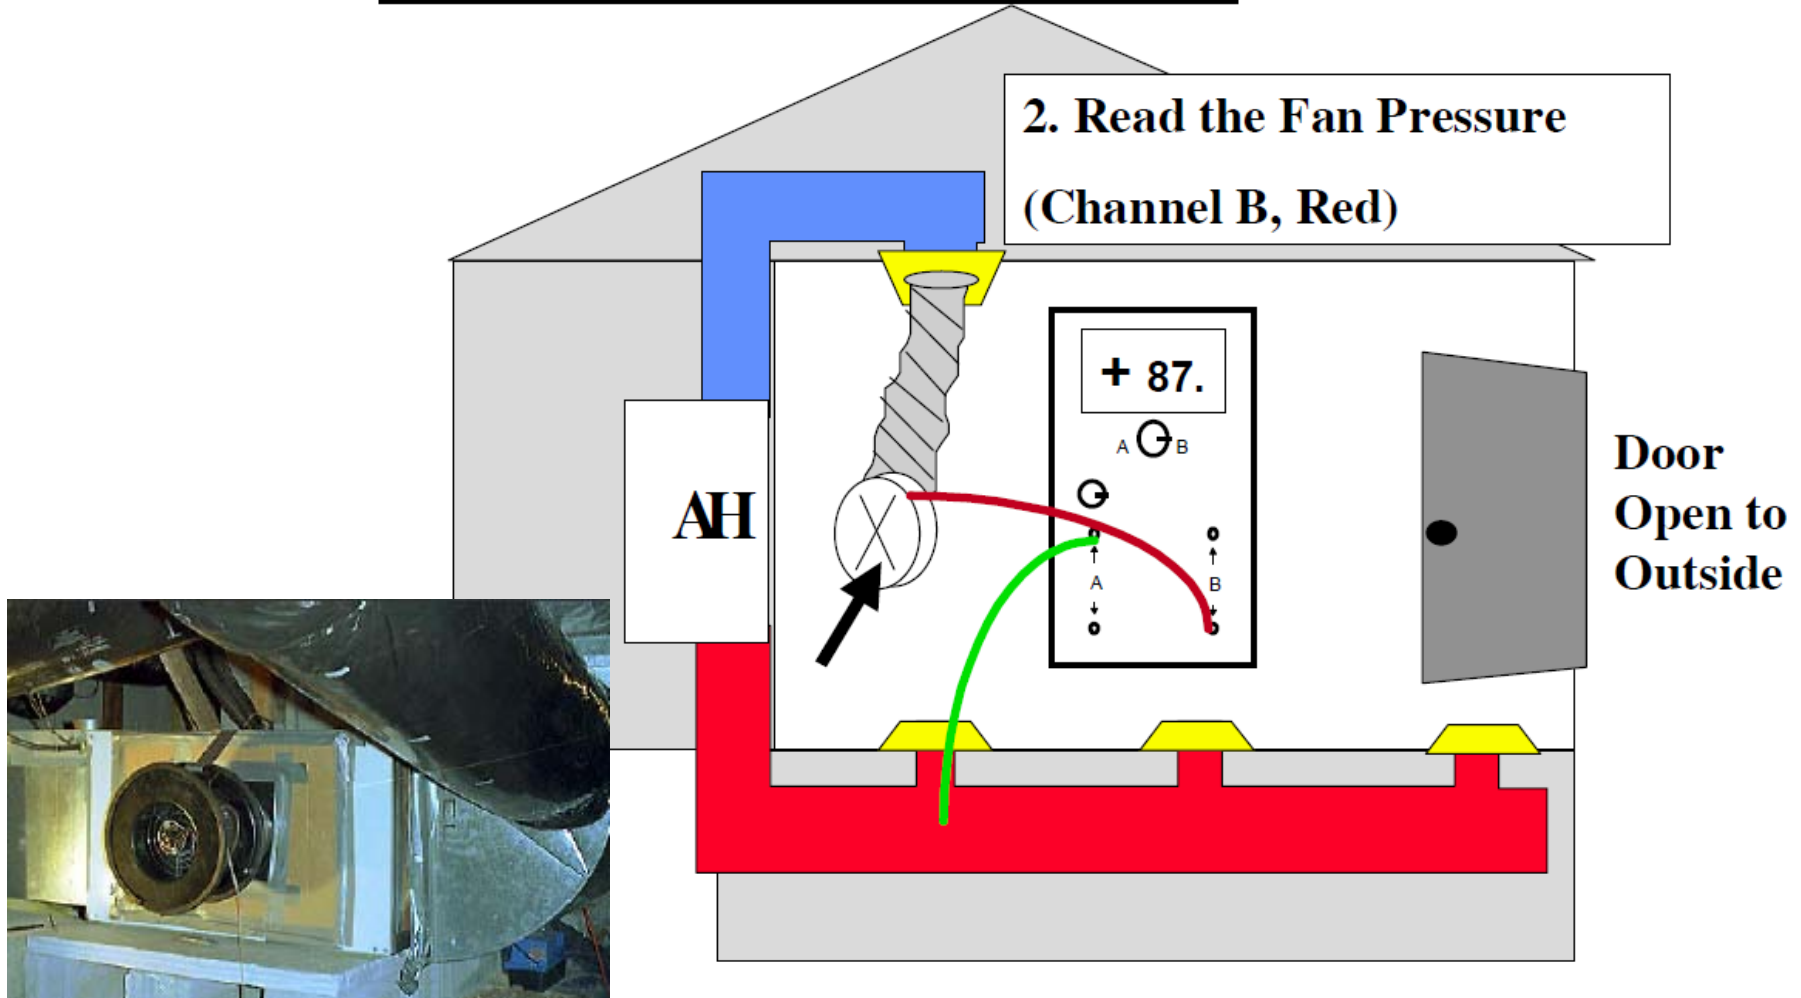 2. Read the Fan Pressure
(Channel B, Red)
+ 87.
A B
AH
A B
Door
Open to
Outside